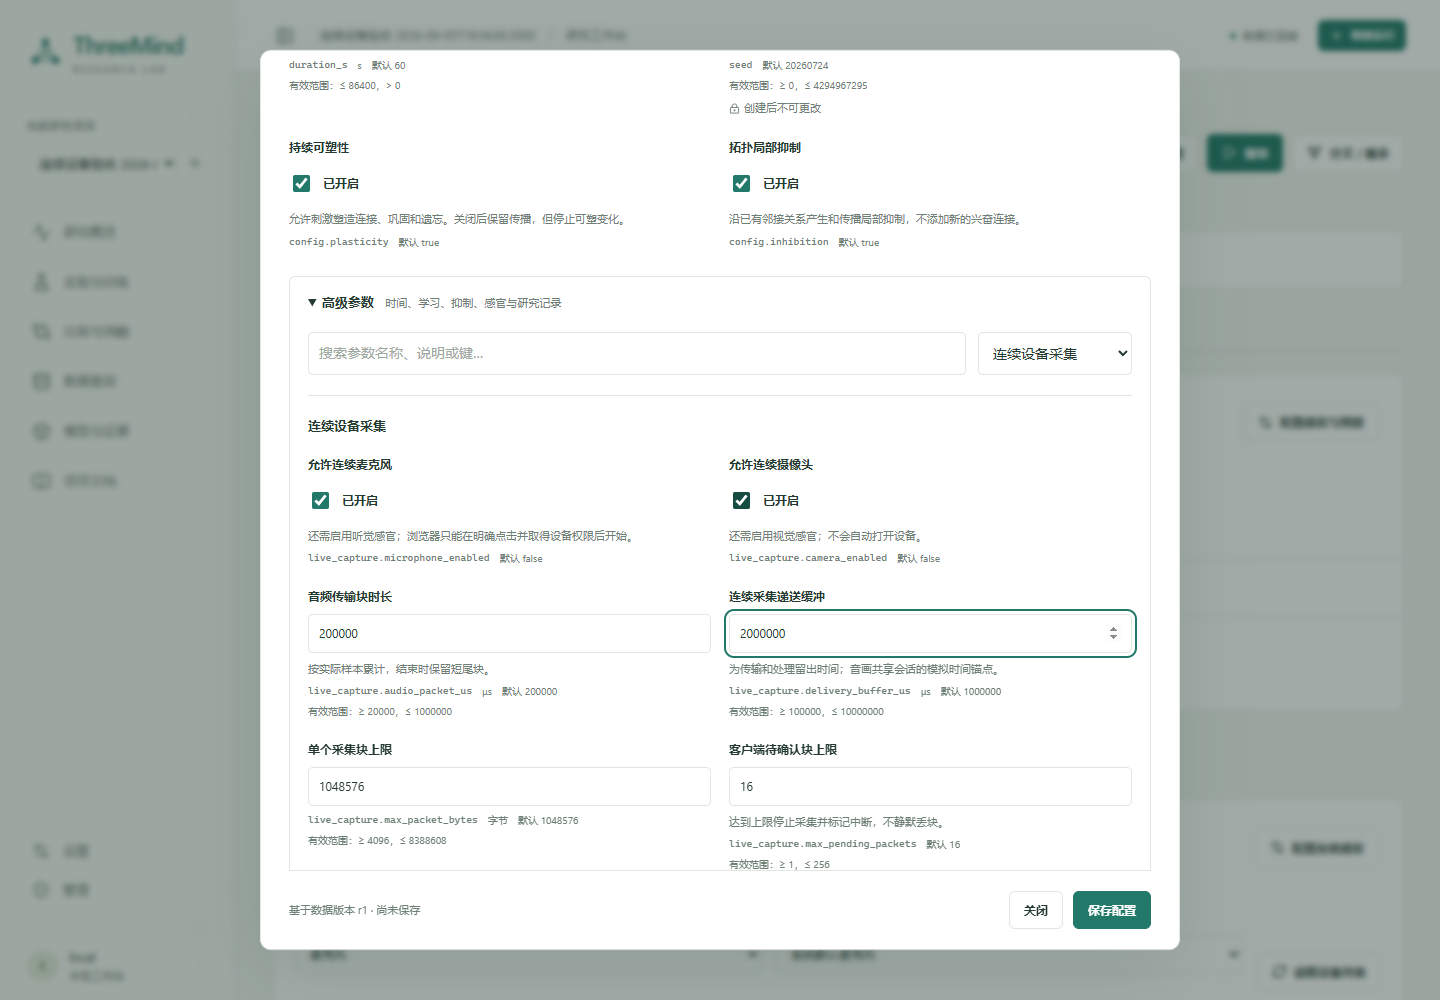 ThreeMind
RESEARCH LAB
duration_s s 默认 60
有效范围：≤ 86400，> 0
seed 默认 20260724
有效范围：≥ 0，≤ 4294967295
创建后不可更改
持续可塑性
已开启
允许刺激塑造连接、巩固和遗忘。关闭后保留传播，但停止可塑变化。
config.plasticity 默认 true
拓扑局部抑制
已开启
沿已有邻接关系产生和传播局部抑制，不添加新的兴奋连接。
config.inhibition 默认 true
高级参数 时间、学习、抑制、感官与研究记录
搜索参数名称、说明或键...
连续设备采集
连续设备采集
允许连续麦克风
已开启
还需启用听觉感官；浏览器只能在明确点击并取得设备权限后开始。
live_capture.microphone_enabled 默认 false
允许连续摄像头
已开启
还需启用视觉感官；不会自动打开设备。
live_capture.camera_enabled 默认 false
音频传输块时长
200000
按实际样本累计，结束时保留短尾块。
live_capture.audio_packet_us μs 默认 200000
有效范围：≥ 20000，≤ 1000000
连续采集递送缓冲
2000000
为传输和处理留出时间；音画共享会话的模拟时间锚点。
live_capture.delivery_buffer_us μs 默认 1000000
有效范围：≥ 100000，≤ 10000000
单个采集块上限
1048576
live_capture.max_packet_bytes 字节 默认 1048576
有效范围：≥ 4096，≤ 8388608
客户端待确认块上限
16
达到上限停止采集并标记中断，不静默丢块。
live_capture.max_pending_packets 默认 16
有效范围：≥ 1，≤ 256
基于数据版本 r1 · 尚未保存
关闭
保存配置